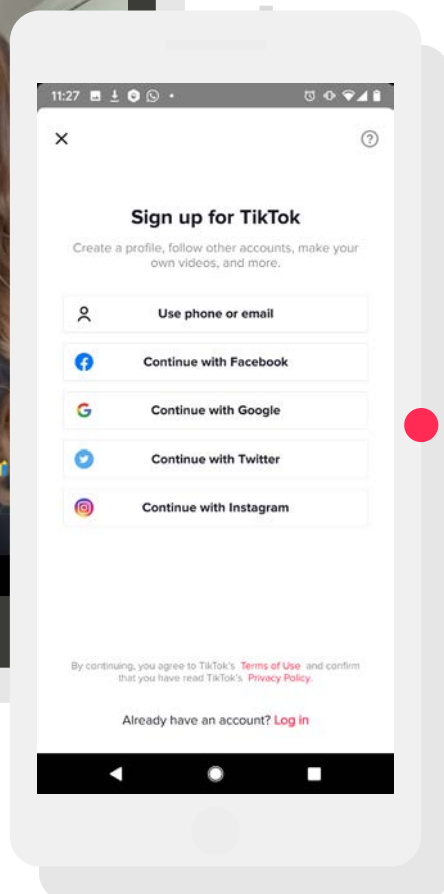 11:27
Sign up for TikTok
Create a profile, follow other accounts, make your
own videos, and more.
Use phone or email
Continue with Facebook
Continue with Google
Continue with Twitter
Continue with Instagram
By continuing, you agree to TikTok's Terms of Use and confirm
that you have read TikTok's Privacy Policy.
Already have an account? Log in